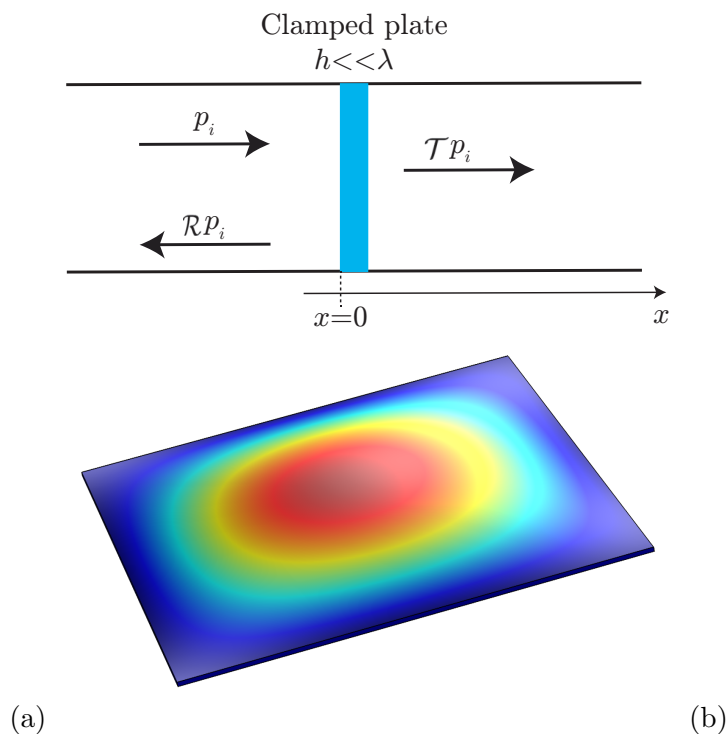 Clamped plate
h<<λ
p_i
𝒯p_i
ℛp_i
x=0
x
(a) (b)